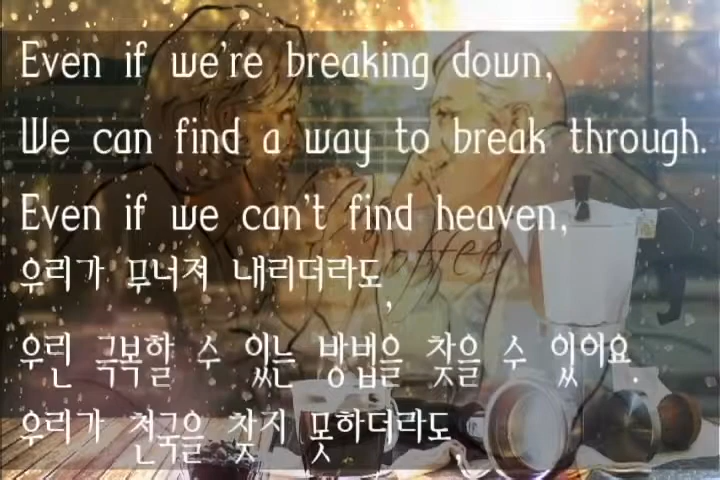 Even if we're breaking down,
We can find a way to break through.
Even if we can't find heaven,
coffee
우리가 무너져 내리더라도,
우린 극복할 수 있는 방법을 찾을 수 있어요.
우리가 천국을 찾지 못하더라도,